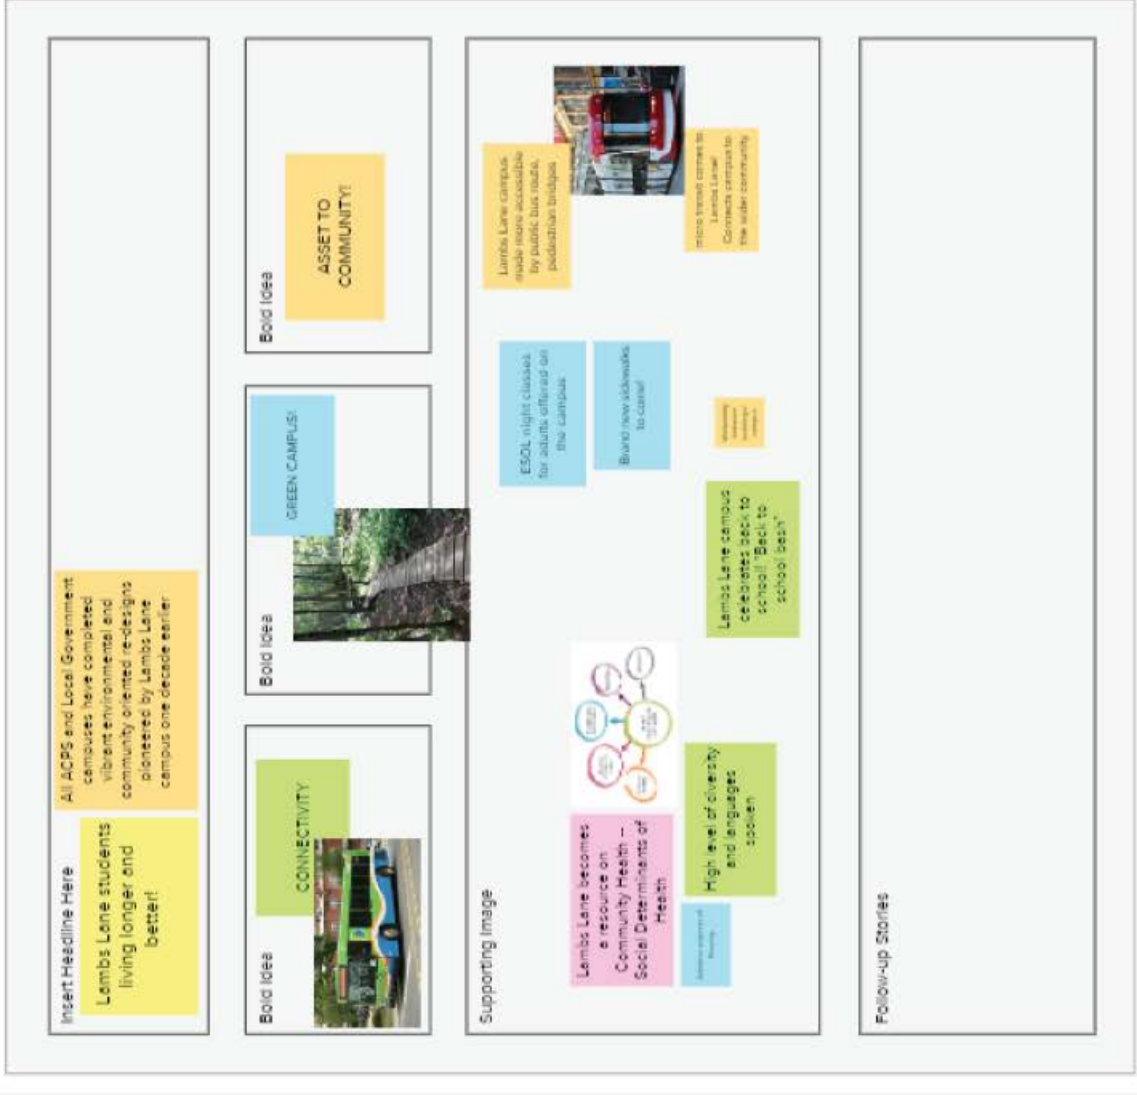 Insert Headline Here
Lambs Lane students
living longer and
better!
All ACPS and Local Government
campuses have completed
vibrant environmental and
community oriented re-designs
pioneered by Lambs Lane
campus one decade earlier
Bold Idea
CONNECTIVITY
Bold Idea
GREEN CAMPUS!
Bold Idea
ASSET TO
COMMUNITY!
Supporting Image
Lambs Lane becomes
a resource on
Community Health –
Social Determinants of
Health
High level of diversity
and languages
spoken
Lambs Lane campus
celebrates back to
school! "Back to
school bash"
ESOL night classes
for adults offered on
the campus
Brand new sidewalks
to come!
Lambs Lane campus
made more accessible
by public bus route,
pedestrian bridges
micro transit comes to
Lambs Lane!
Connects campus to
the wider community
Follow-up Stories